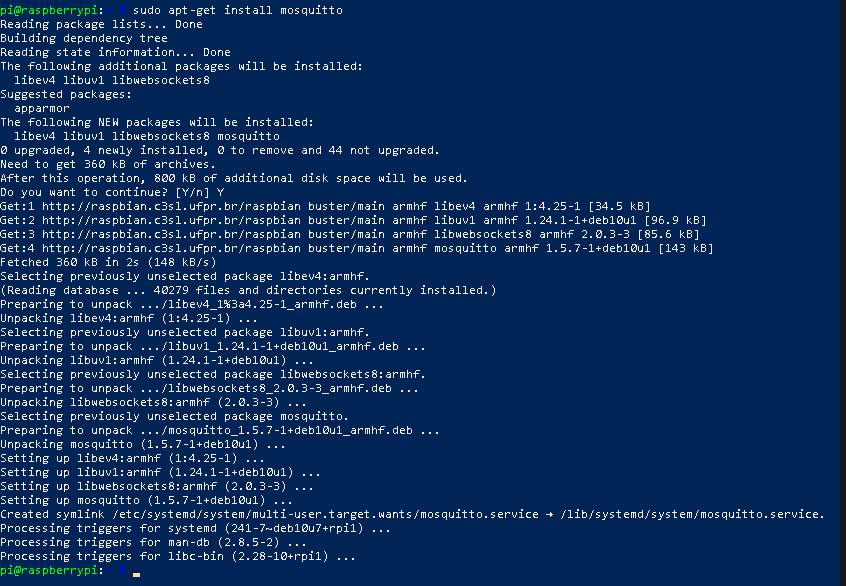 pi@raspberrypi:~ $ sudo apt-get install mosquitto
Reading package lists... Done
Building dependency tree
Reading state information... Done
The following additional packages will be installed:
  libev4 libuv1 libwebsockets8
Suggested packages:
  apparmor
The following NEW packages will be installed:
  libev4 libuv1 libwebsockets8 mosquitto
0 upgraded, 4 newly installed, 0 to remove and 44 not upgraded.
Need to get 360 kB of archives.
After this operation, 800 kB of additional disk space will be used.
Do you want to continue? [Y/n] Y
Get:1 http://raspbian.c3sl.ufpr.br/raspbian buster/main armhf libev4 armhf 1:4.25-1 [34.5 kB]
Get:2 http://raspbian.c3sl.ufpr.br/raspbian buster/main armhf libuv1 armhf 1.24.1-1+deb10u1 [96.9 kB]
Get:3 http://raspbian.c3sl.ufpr.br/raspbian buster/main armhf libwebsockets8 armhf 2.0.3-3 [85.6 kB]
Get:4 http://raspbian.c3sl.ufpr.br/raspbian buster/main armhf mosquitto armhf 1.5.7-1+deb10u1 [143 kB]
Fetched 360 kB in 2s (148 kB/s)
Selecting previously unselected package libev4:armhf.
(Reading database ... 40279 files and directories currently installed.)
Preparing to unpack .../libev4_1%3a4.25-1_armhf.deb ...
Unpacking libev4:armhf (1:4.25-1) ...
Selecting previously unselected package libuv1:armhf.
Preparing to unpack .../libuv1_1.24.1-1+deb10u1_armhf.deb ...
Unpacking libuv1:armhf (1.24.1-1+deb10u1) ...
Selecting previously unselected package libwebsockets8:armhf.
Preparing to unpack .../libwebsockets8_2.0.3-3_armhf.deb ...
Unpacking libwebsockets8:armhf (2.0.3-3) ...
Selecting previously unselected package mosquitto.
Preparing to unpack .../mosquitto_1.5.7-1+deb10u1_armhf.deb ...
Unpacking mosquitto (1.5.7-1+deb10u1) ...
Setting up libev4:armhf (1:4.25-1) ...
Setting up libuv1:armhf (1.24.1-1+deb10u1) ...
Setting up libwebsockets8:armhf (2.0.3-3) ...
Setting up mosquitto (1.5.7-1+deb10u1) ...
Created symlink /etc/systemd/system/multi-user.target.wants/mosquitto.service → /lib/systemd/system/mosquitto.service.
Processing triggers for systemd (241-7~deb10u7+rpi1) ...
Processing triggers for man-db (2.8.5-2) ...
Processing triggers for libc-bin (2.28-10+rpi1) ...
pi@raspberrypi:~ $